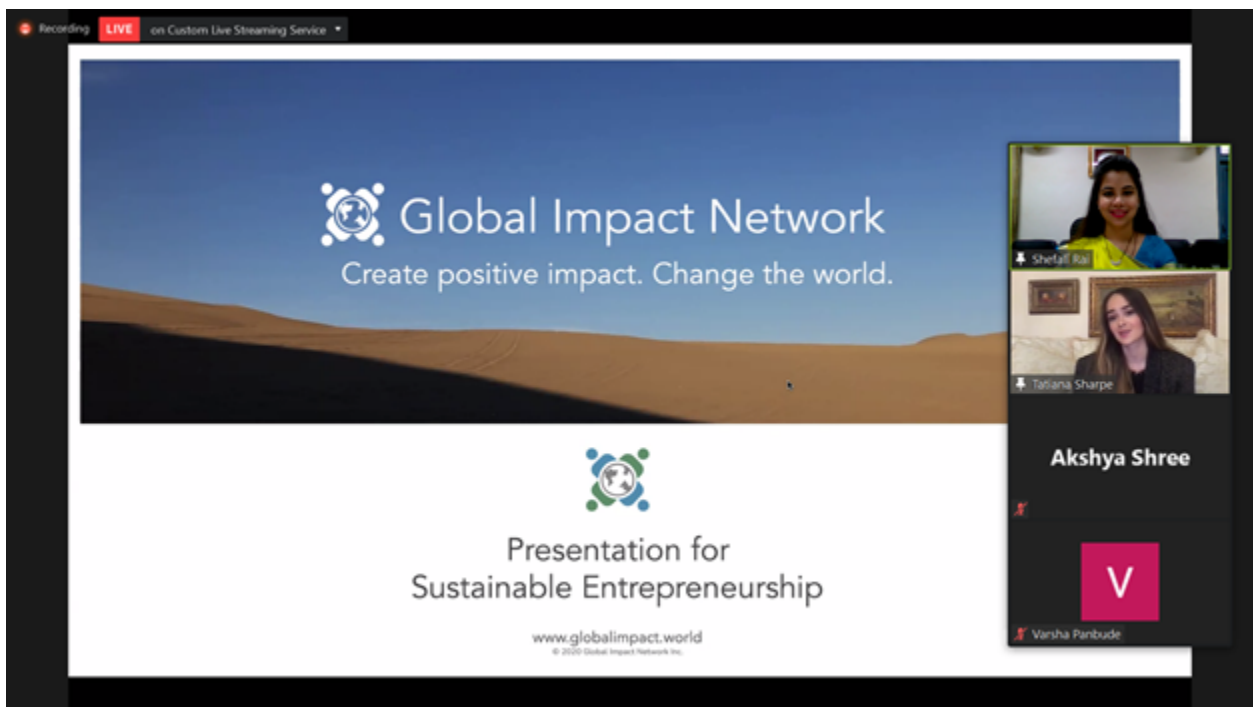 Recording
LIVE
on Custom Live Streaming Service
Global Impact Network
Create positive impact. Change the world.
Shefali Rai
Tatiana Sharpe
Akshya Shree
V
Varsha Panbude
Presentation for
Sustainable Entrepreneurship
www.globalimpact.world
© 2020 Global Impact Network Inc.